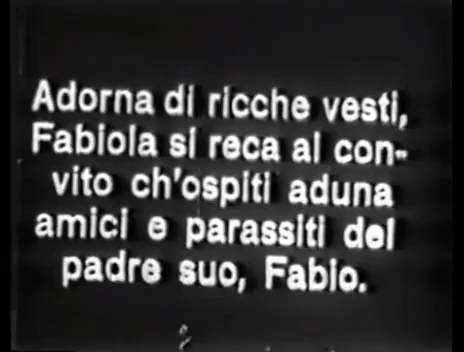 Adorna di ricche vesti,
Fabiola si reca al con-
vito ch'ospiti aduna
amici e parassiti del
padre suo, Fabio.